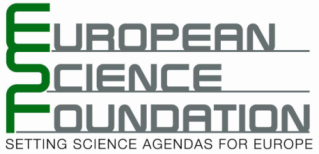 EUROPEAN
SCIENCE
FOUNDATION
SETTING SCIENCE AGENDAS FOR EUROPE